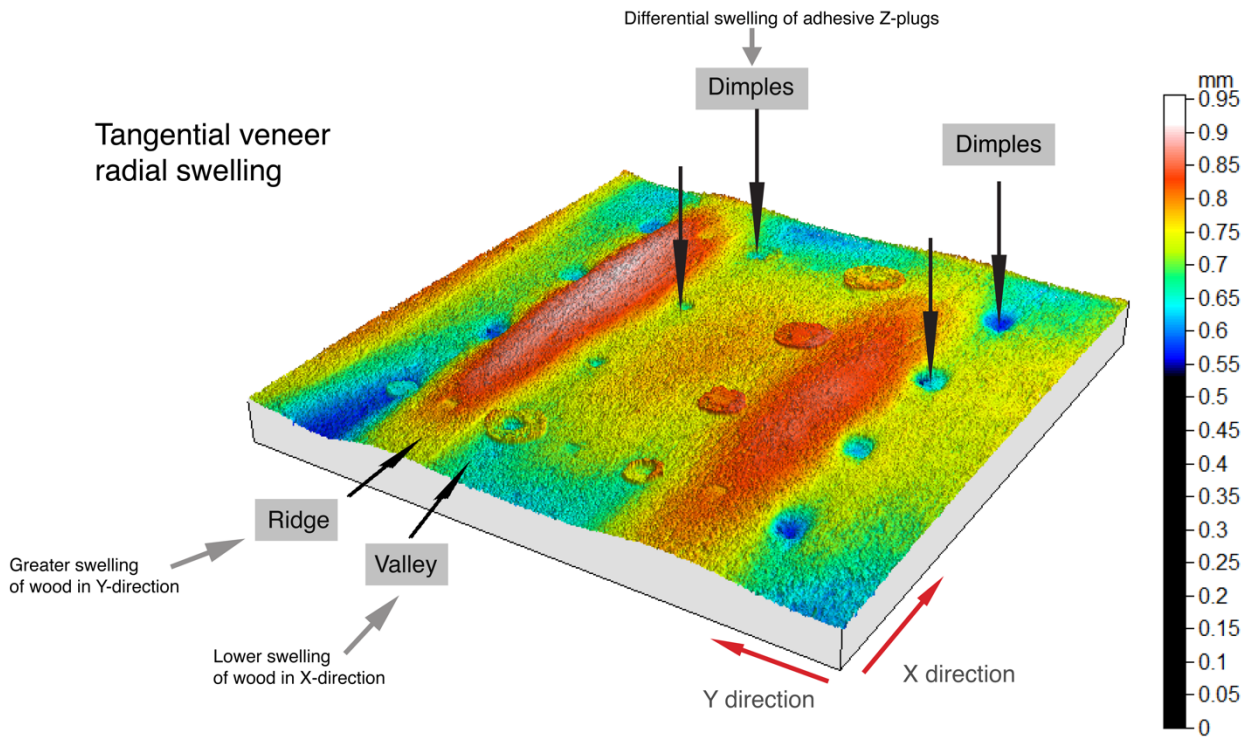 Differential swelling of adhesive Z-plugs
Dimples
Dimples
Tangential veneer
radial swelling
Ridge
Valley
Greater swelling
of wood in Y-direction
Lower swelling
of wood in X-direction
Y direction
X direction
mm
0.95
0.9
0.85
0.8
0.75
0.7
0.65
0.6
0.55
0.5
0.45
0.4
0.35
0.3
0.25
0.2
0.15
0.1
0.05
0